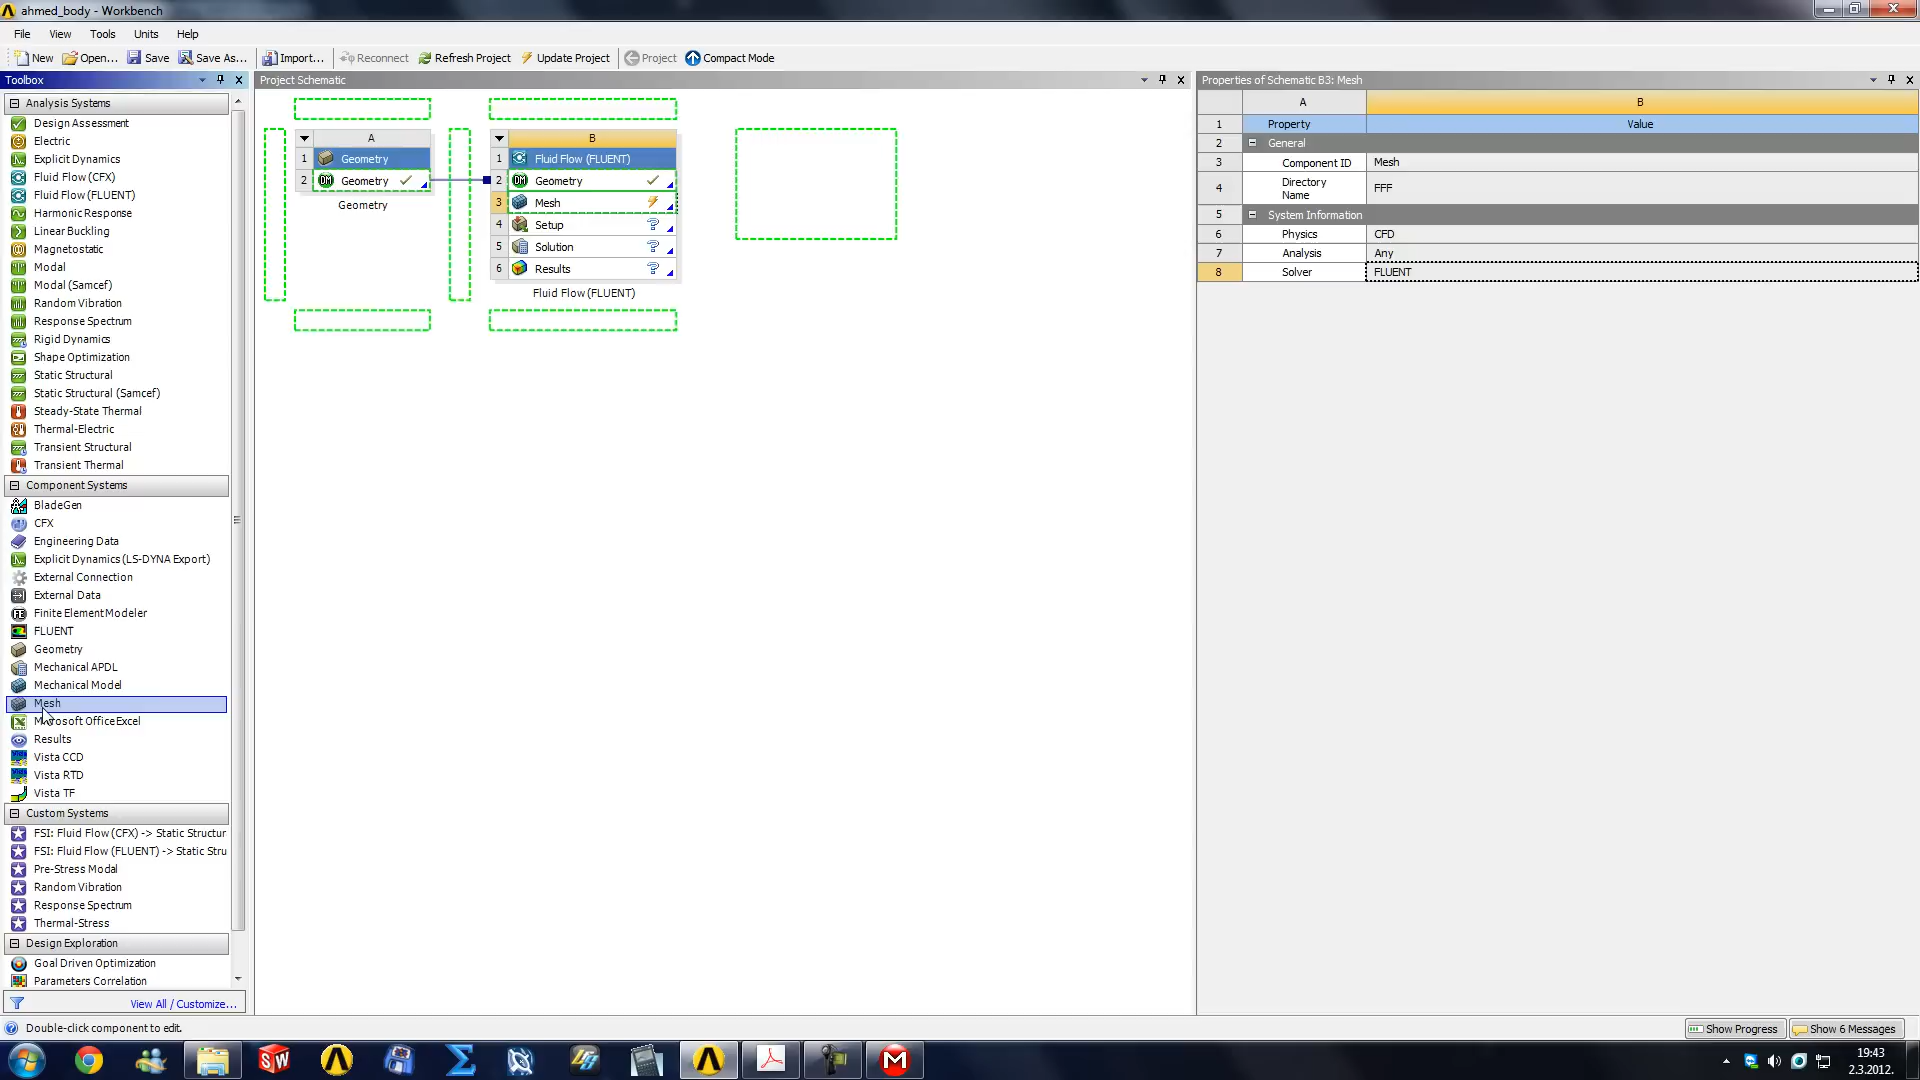 ahmed_body - Workbench
File View Tools Units Help
New Open... Save Save As... Import... Reconnect Refresh Project Update Project Project Compact Mode
Toolbox
Analysis Systems
Design Assessment
Electric
Explicit Dynamics
Fluid Flow (CFX)
Fluid Flow (FLUENT)
Harmonic Response
Linear Buckling
Magnetostatic
Modal
Modal (Samcef)
Random Vibration
Response Spectrum
Rigid Dynamics
Shape Optimization
Static Structural
Static Structural (Samcef)
Steady-State Thermal
Thermal-Electric
Transient Structural
Transient Thermal
Component Systems
BladeGen
CFX
Engineering Data
Explicit Dynamics (LS-DYNA Export)
External Connection
External Data
Finite Element Modeler
FLUENT
Geometry
Mechanical APDL
Mechanical Model
Mesh
Microsoft Office Excel
Results
Vista CCD
Vista RTD
Vista TF
Custom Systems
FSI: Fluid Flow (CFX) -> Static Structur
FSI: Fluid Flow (FLUENT) -> Static Stru
Pre-Stress Modal
Random Vibration
Response Spectrum
Thermal-Stress
Design Exploration
Goal Driven Optimization
Parameters Correlation
View All / Customize...
Project Schematic
A
1 Geometry
2 DM Geometry
Geometry
B
1 Fluid Flow (FLUENT)
2 DM Geometry
3 Mesh
4 Setup
5 Solution
6 Results
Fluid Flow (FLUENT)
Properties of Schematic B3: Mesh
A B
1 Property Value
2 General
3 Component ID Mesh
4 Directory Name FFF
5 System Information
6 Physics CFD
7 Analysis Any
8 Solver FLUENT
Double-click component to edit.
Show Progress Show 6 Messages
19:43
2.3.2012.